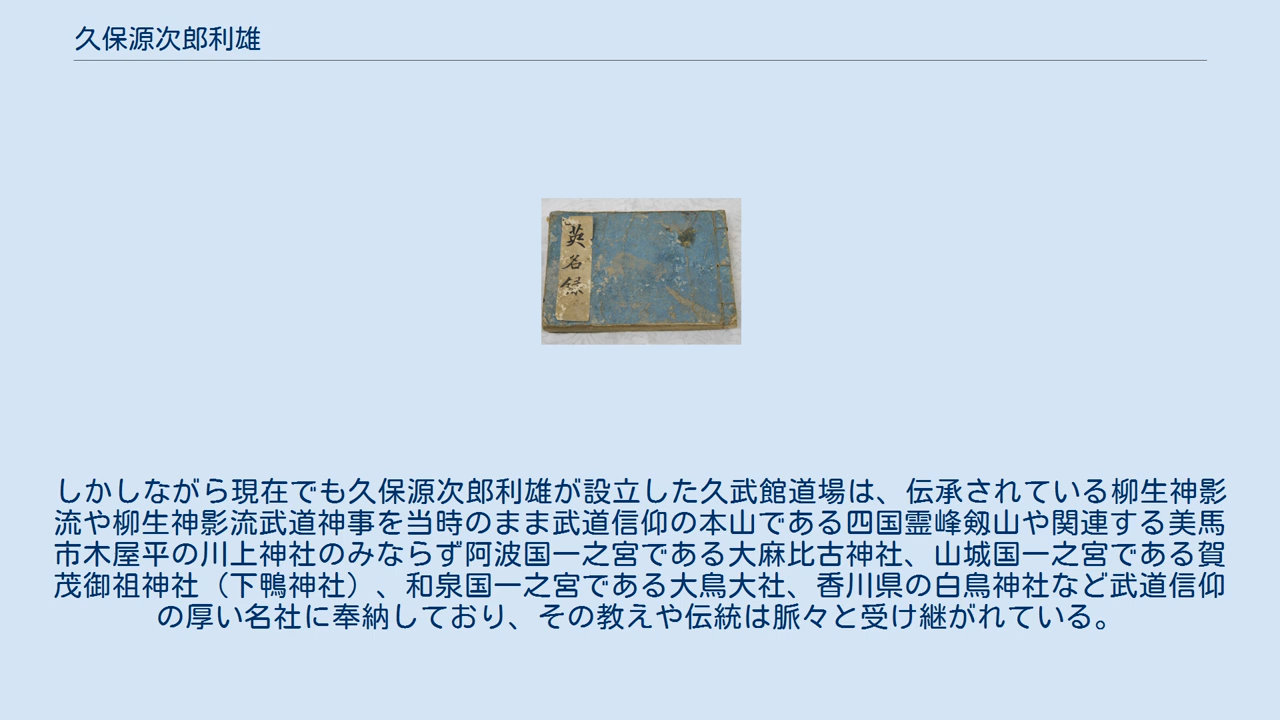 久保源次郎利雄
英名録
しかしながら現在でも久保源次郎利雄が設立した久武館道場は、伝承されている柳生神影
流や柳生神影流武道神事を当時のまま武道信仰の本山である四国霊峰剱山や関連する美馬
市木屋平の川上神社のみならず阿波国一之宮である大麻比古神社、山城国一之宮である賀
茂御祖神社（下鴨神社）、和泉国一之宮である大鳥大社、香川県の白鳥神社など武道信仰
の厚い名社に奉納しており、その教えや伝統は脈々と受け継がれている。